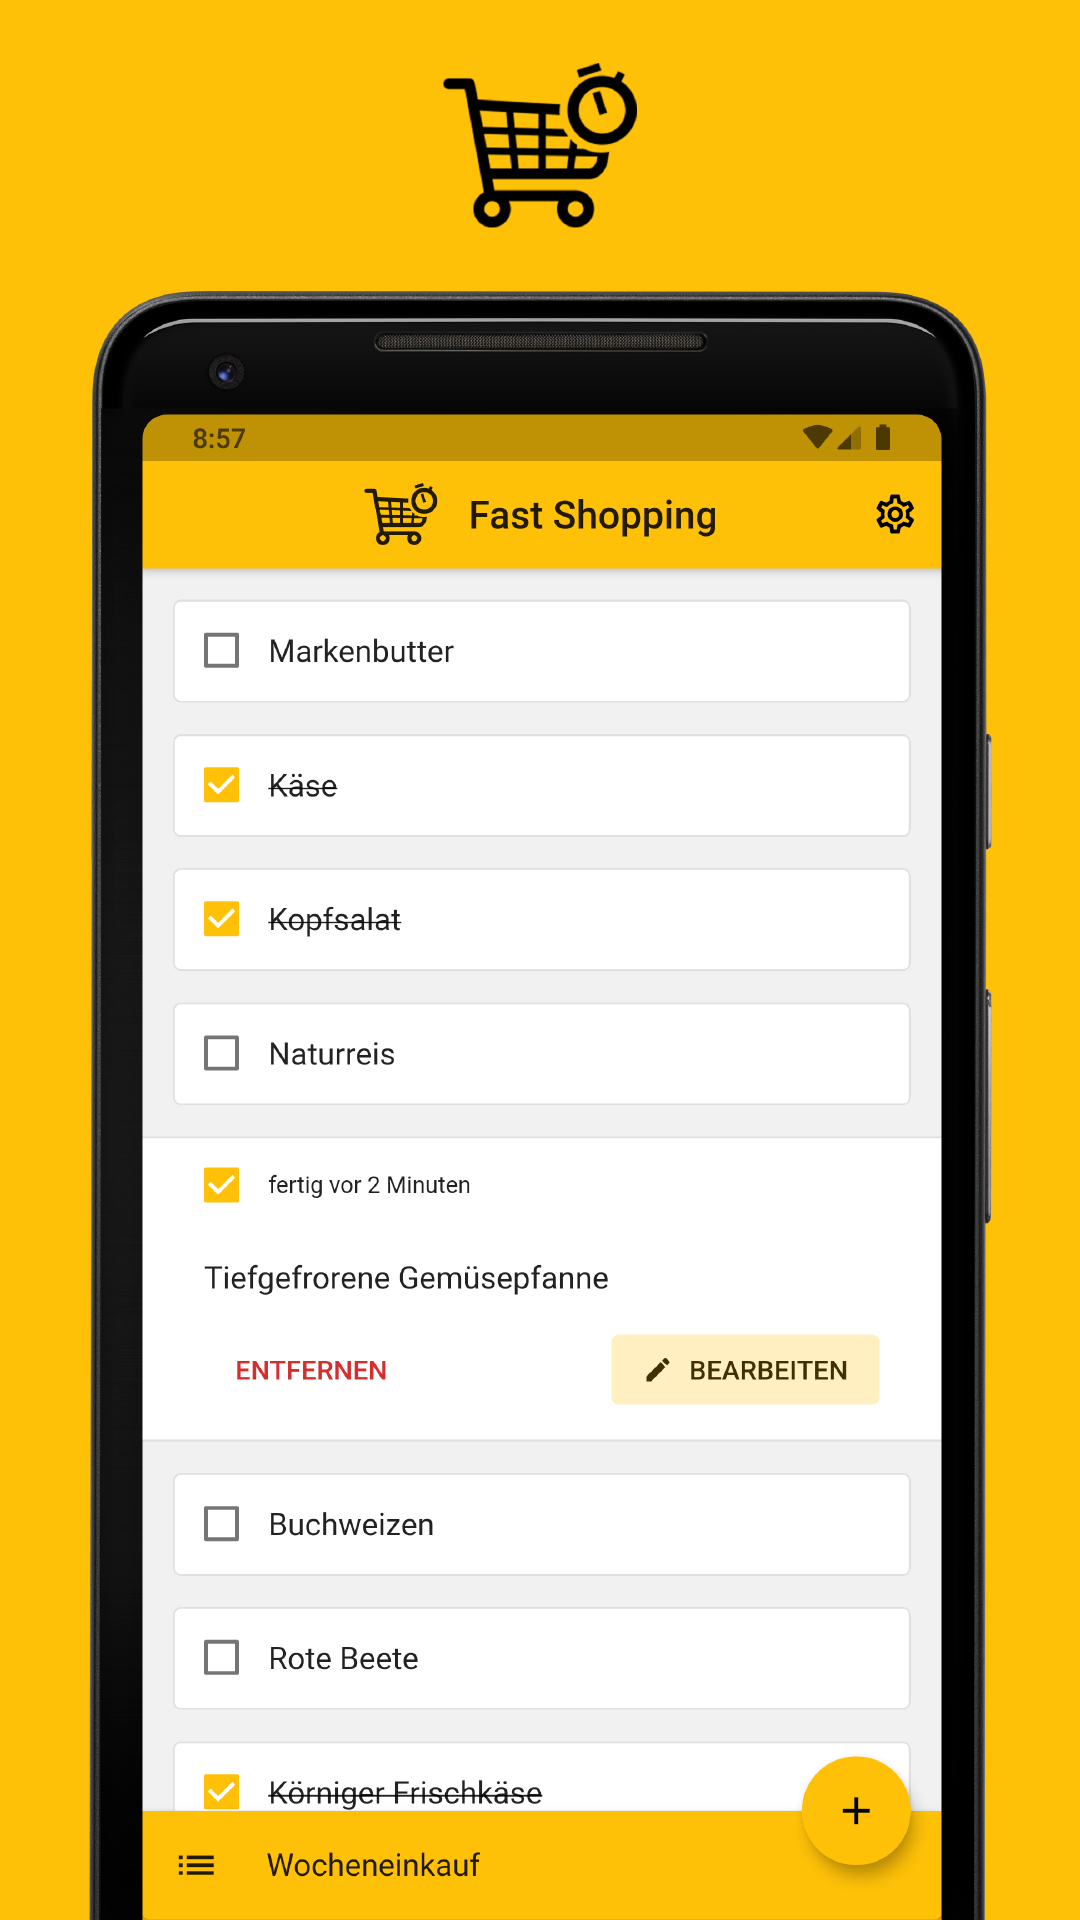 8:57
Fast Shopping
Markenbutter
Käse
Kopfsalat
Naturreis
fertig vor 2 Minuten
Tiefgefrorene Gemüsepfanne
ENTFERNEN
BEARBEITEN
Buchweizen
Rote Beete
Körniger Frischkäse
+
Wocheneinkauf